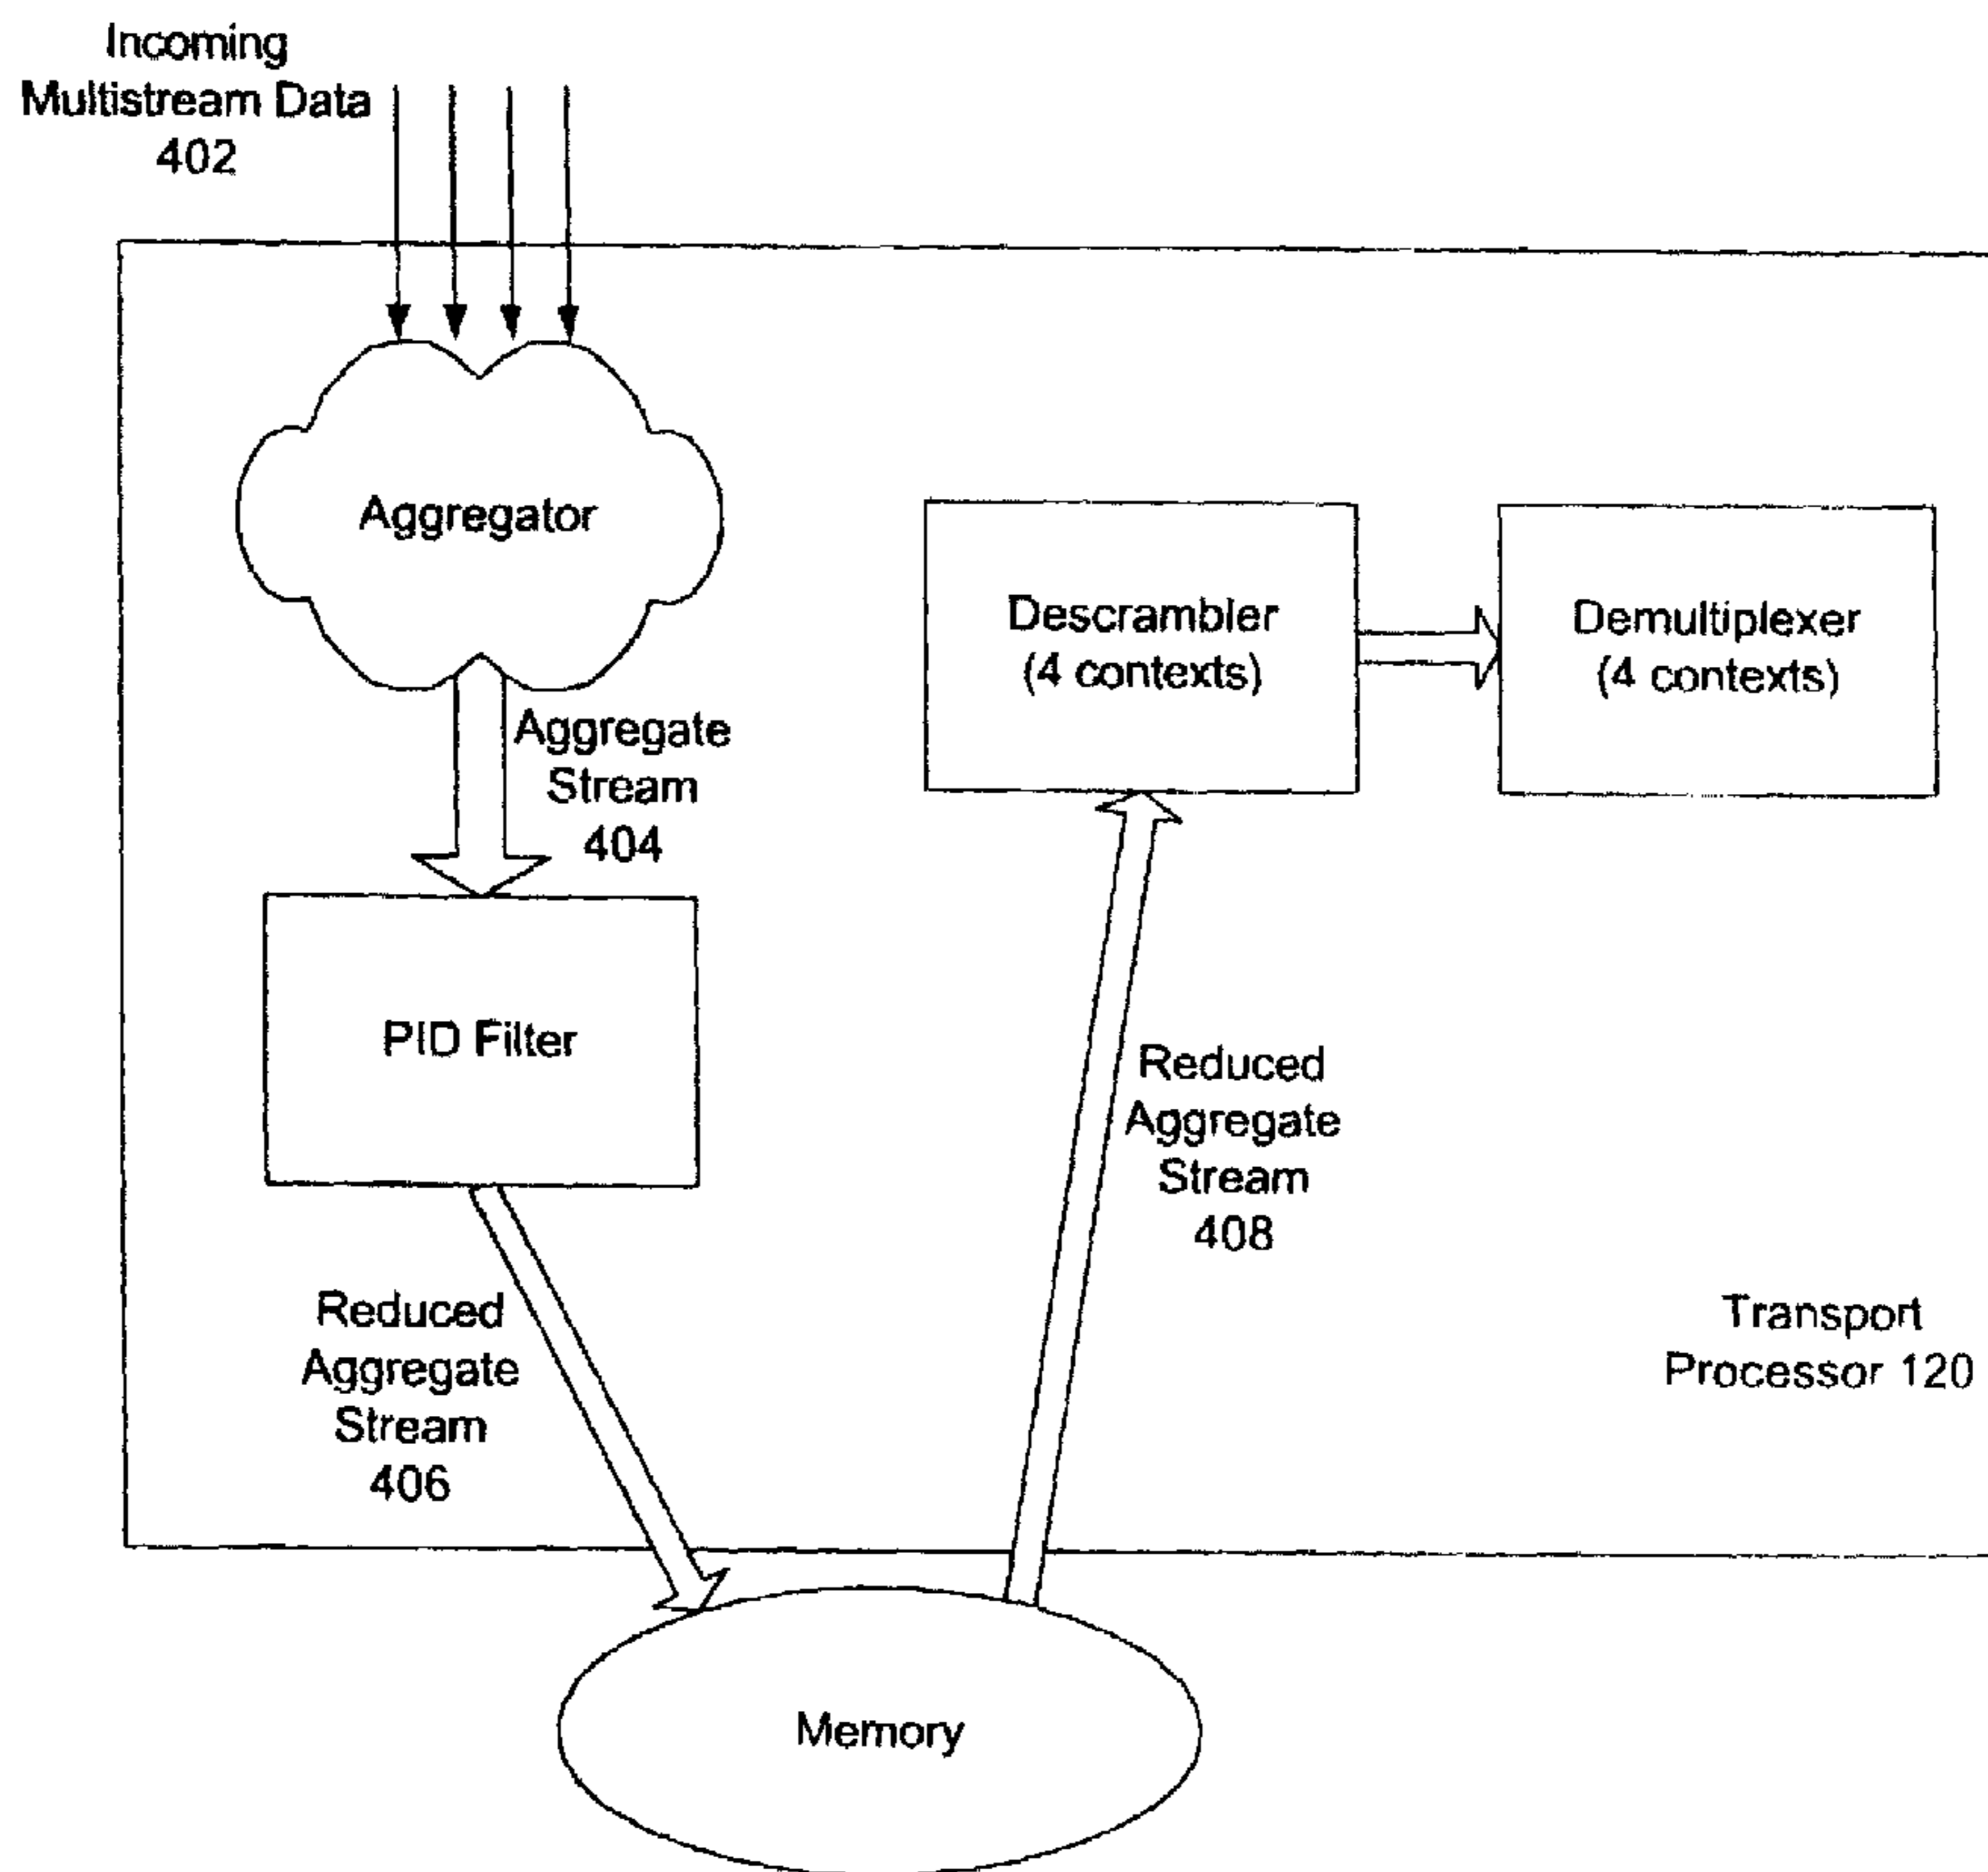 Incoming
Multistream Data
402
Aggregator
Aggregate
Stream
404
Descrambler
(4 contexts)
Demultiplexer
(4 contexts)
PID Filter
Reduced
Aggregate
Stream
408
Reduced
Aggregate
Stream
406
Transport
Processor 120
Memory